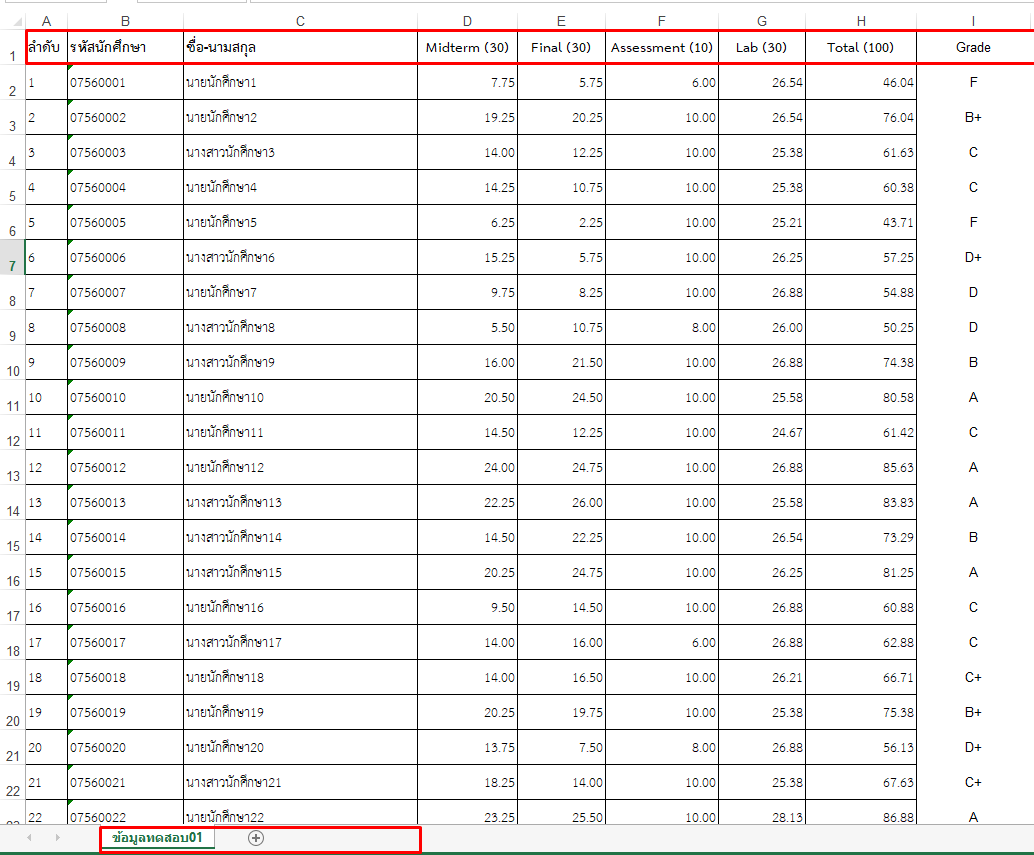 A B C D E F G H I
1 ลำดับ รหัสนักศึกษา ชื่อ-นามสกุล Midterm (30) Final (30) Assessment (10) Lab (30) Total (100) Grade
2 1 07560001 นายนักศึกษา1 7.75 5.75 6.00 26.54 46.04 F
3 2 07560002 นายนักศึกษา2 19.25 20.25 10.00 26.54 76.04 B+
4 3 07560003 นางสาวนักศึกษา3 14.00 12.25 10.00 25.38 61.63 C
5 4 07560004 นายนักศึกษา4 14.25 10.75 10.00 25.38 60.38 C
6 5 07560005 นายนักศึกษา5 6.25 2.25 10.00 25.21 43.71 F
7 6 07560006 นางสาวนักศึกษา6 15.25 5.75 10.00 26.25 57.25 D+
8 7 07560007 นายนักศึกษา7 9.75 8.25 10.00 26.88 54.88 D
9 8 07560008 นางสาวนักศึกษา8 5.50 10.75 8.00 26.00 50.25 D
10 9 07560009 นางสาวนักศึกษา9 16.00 21.50 10.00 26.88 74.38 B
11 10 07560010 นายนักศึกษา10 20.50 24.50 10.00 25.58 80.58 A
12 11 07560011 นายนักศึกษา11 14.50 12.25 10.00 24.67 61.42 C
13 12 07560012 นายนักศึกษา12 24.00 24.75 10.00 26.88 85.63 A
14 13 07560013 นางสาวนักศึกษา13 22.25 26.00 10.00 25.58 83.83 A
15 14 07560014 นางสาวนักศึกษา14 14.50 22.25 10.00 26.54 73.29 B
16 15 07560015 นางสาวนักศึกษา15 20.25 24.75 10.00 26.25 81.25 A
17 16 07560016 นายนักศึกษา16 9.50 14.50 10.00 26.88 60.88 C
18 17 07560017 นางสาวนักศึกษา17 14.00 16.00 6.00 26.88 62.88 C
19 18 07560018 นายนักศึกษา18 14.00 16.50 10.00 26.21 66.71 C+
20 19 07560019 นายนักศึกษา19 20.25 19.75 10.00 25.38 75.38 B+
21 20 07560020 นายนักศึกษา20 13.75 7.50 8.00 26.88 56.13 D+
22 21 07560021 นางสาวนักศึกษา21 18.25 14.00 10.00 25.38 67.63 C+
22 07560022 นายนักศึกษา22 23.25 25.50 10.00 28.13 86.88 A
ข้อมูลทดสอบ01